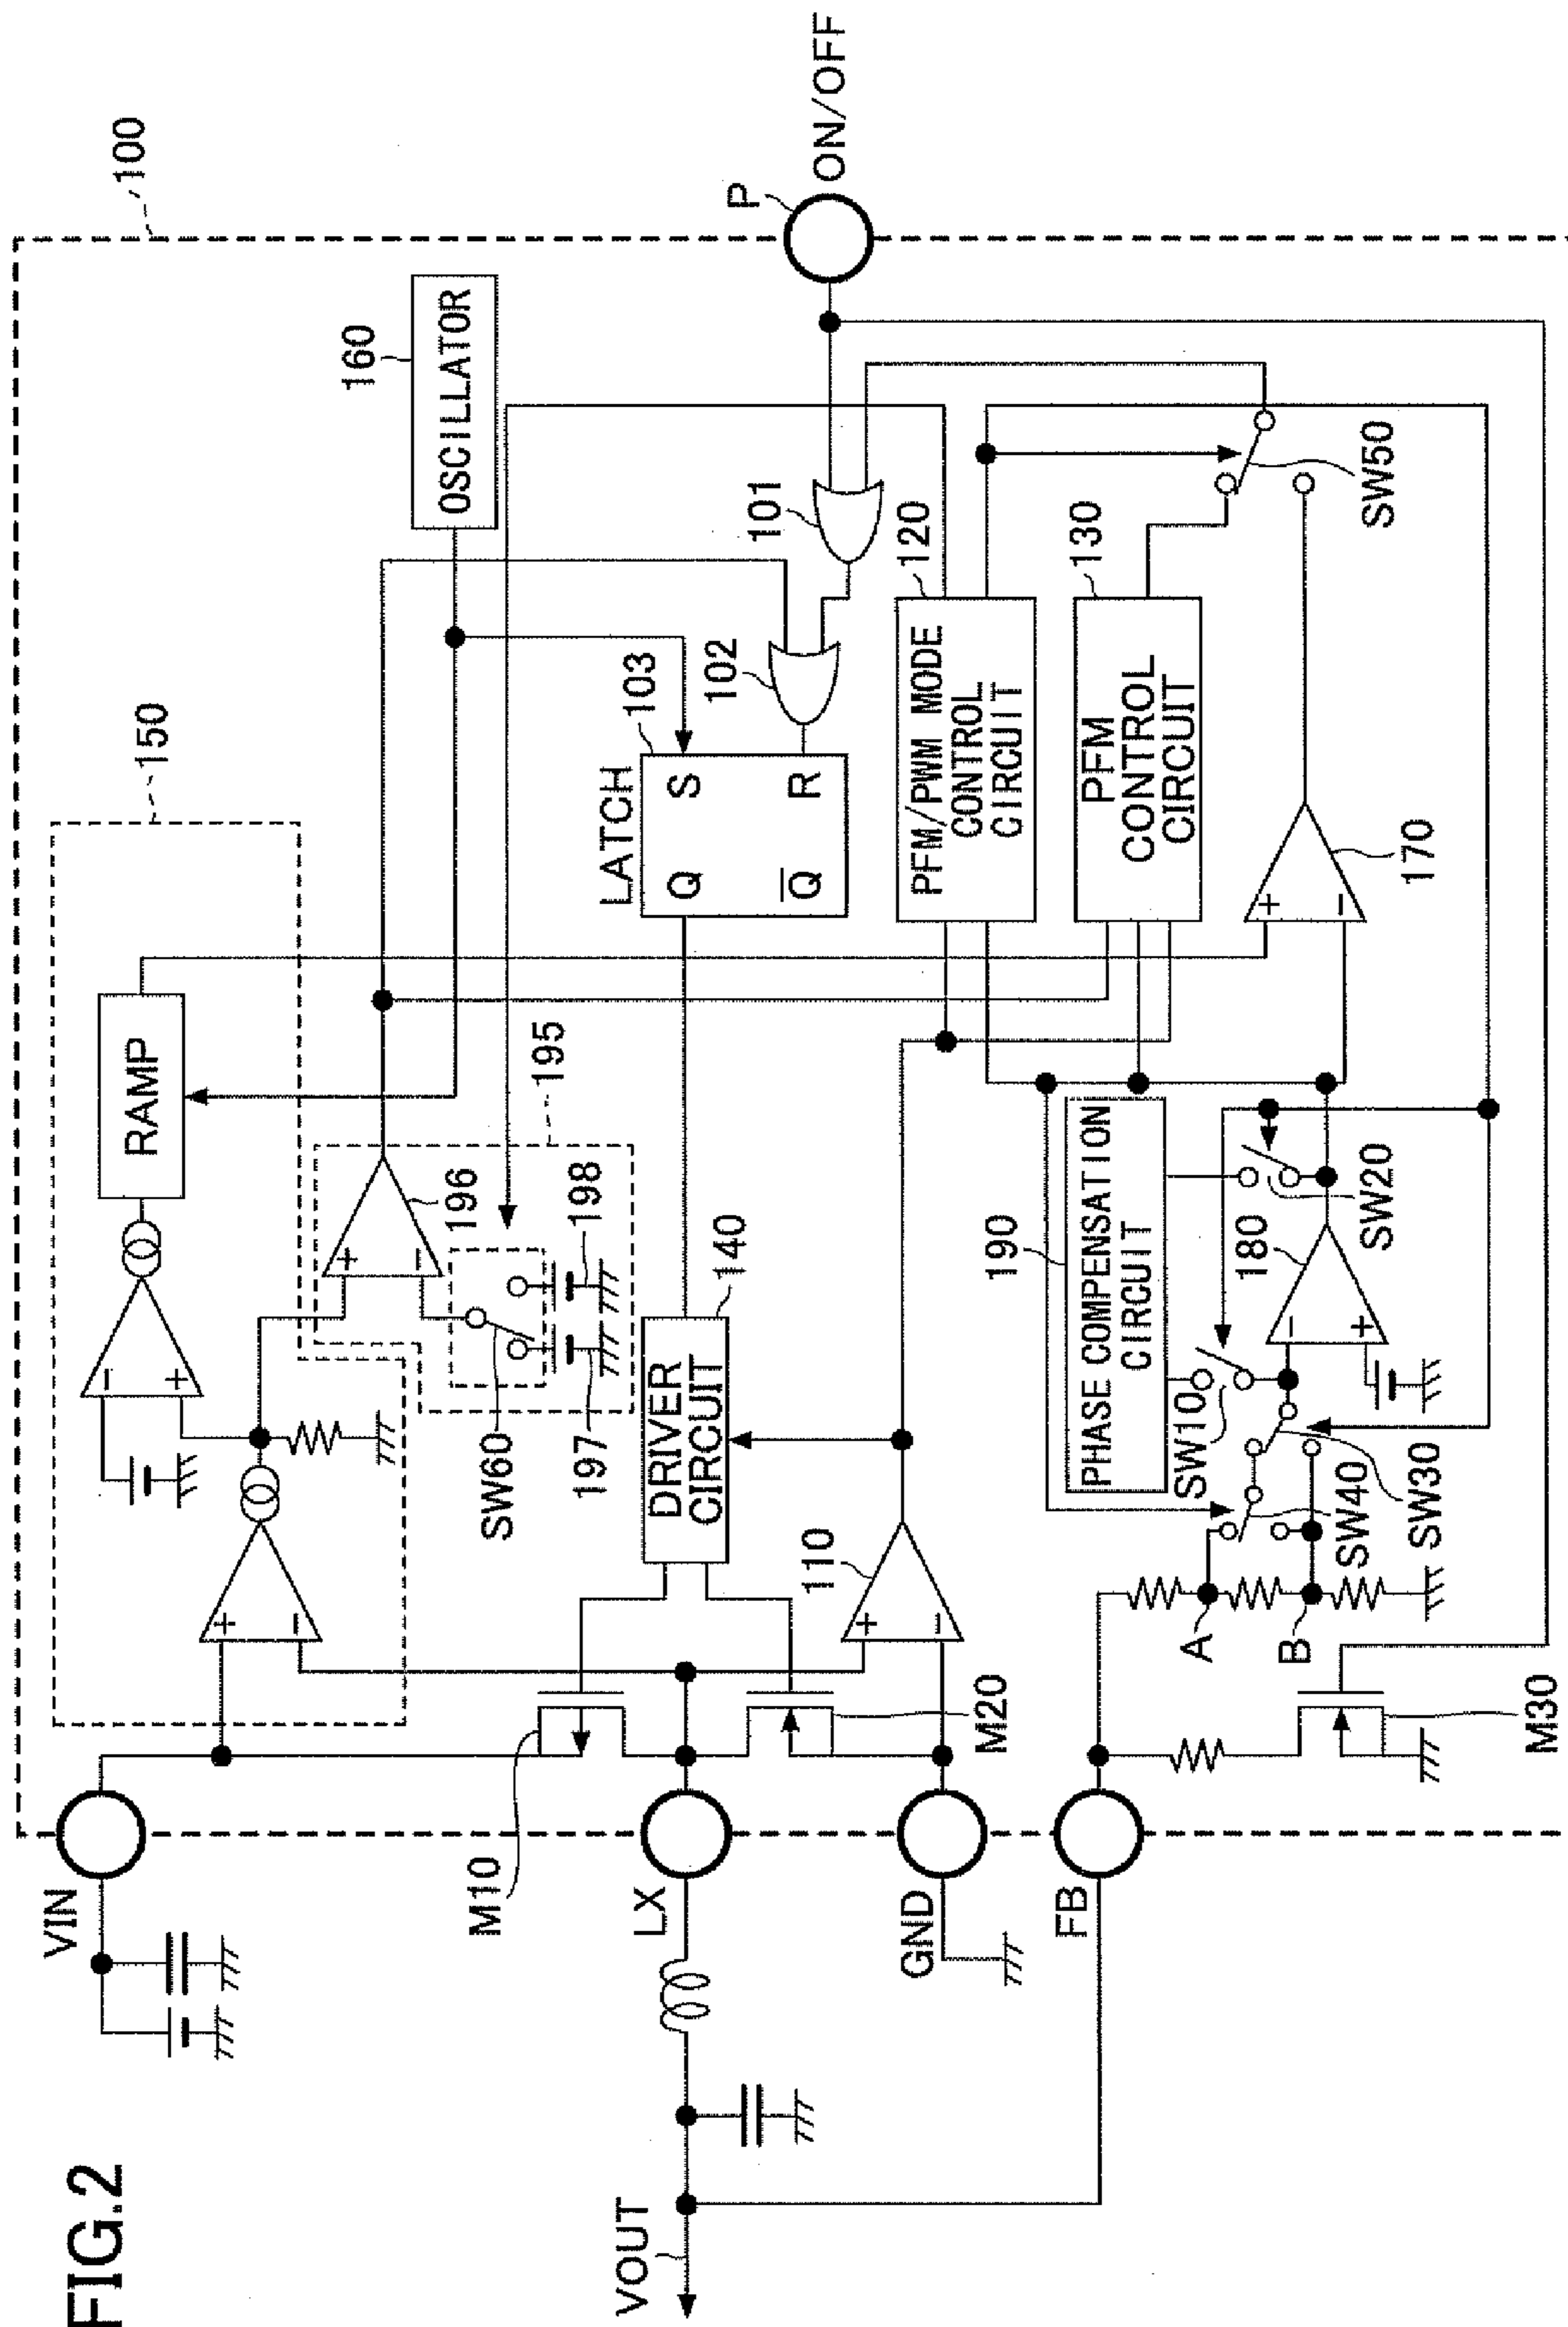 FIG.2
100
150
RAMP
160
OSCILLATOR
VIN
+
−
−
+
195
196
+
−
SW60
197
198
LATCH
103
S
Q
R
Q̅
102
101
P
ON/OFF
M10
LX
VOUT
DRIVER
CIRCUIT
140
M20
GND
110
+
−
PFM/PWM MODE
CONTROL
CIRCUIT
120
PFM
CONTROL
CIRCUIT
130
FB
A
B
M30
SW40
SW30
SW10
190
PHASE COMPENSATION
CIRCUIT
180
−
+
SW20
170
+
−
SW50